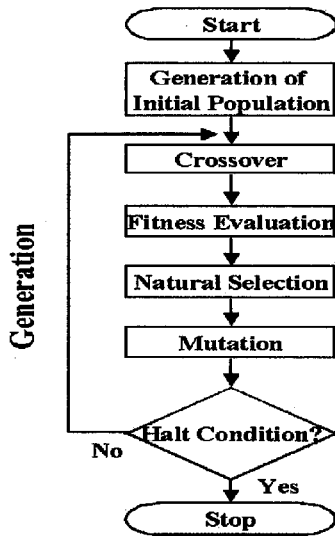 Start
Generation of
Initial Population
Crossover
Fitness Evaluation
Natural Selection
Mutation
Halt Condition?
No
Yes
Stop
Generation